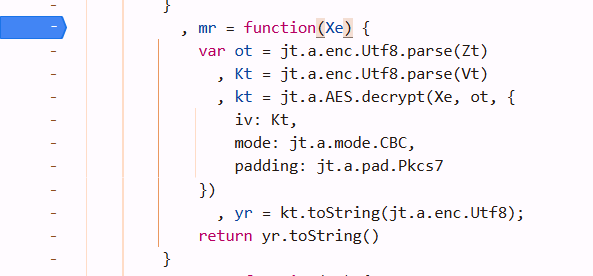 }
, mr = function(Xe) {
var ot = jt.a.enc.Utf8.parse(Zt)
, Kt = jt.a.enc.Utf8.parse(Vt)
, kt = jt.a.AES.decrypt(Xe, ot, {
iv: Kt,
mode: jt.a.mode.CBC,
padding: jt.a.pad.Pkcs7
})
, yr = kt.toString(jt.a.enc.Utf8);
return yr.toString()
}